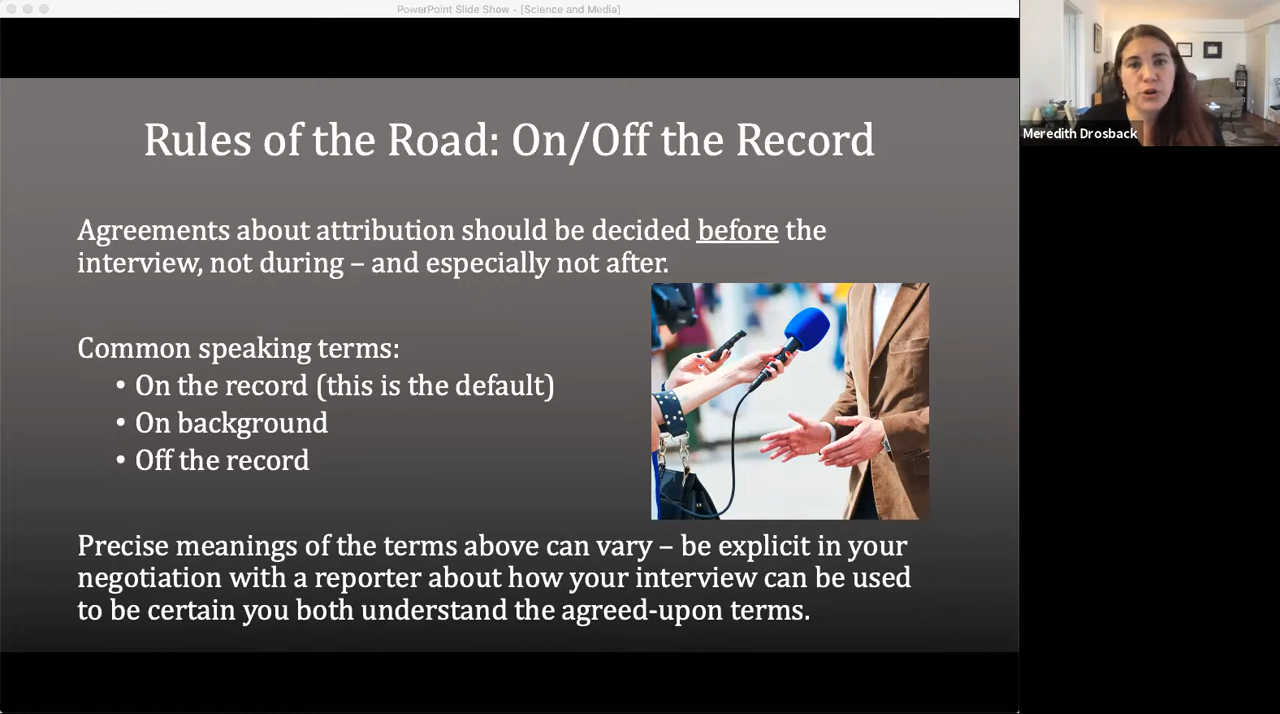 PowerPoint Slide Show - [Science and Media]
Rules of the Road: On/Off the Record
Agreements about attribution should be decided before the
interview, not during – and especially not after.
Common speaking terms:
• On the record (this is the default)
• On background
• Off the record
Precise meanings of the terms above can vary – be explicit in your
negotiation with a reporter about how your interview can be used
to be certain you both understand the agreed-upon terms.
Meredith Drosback